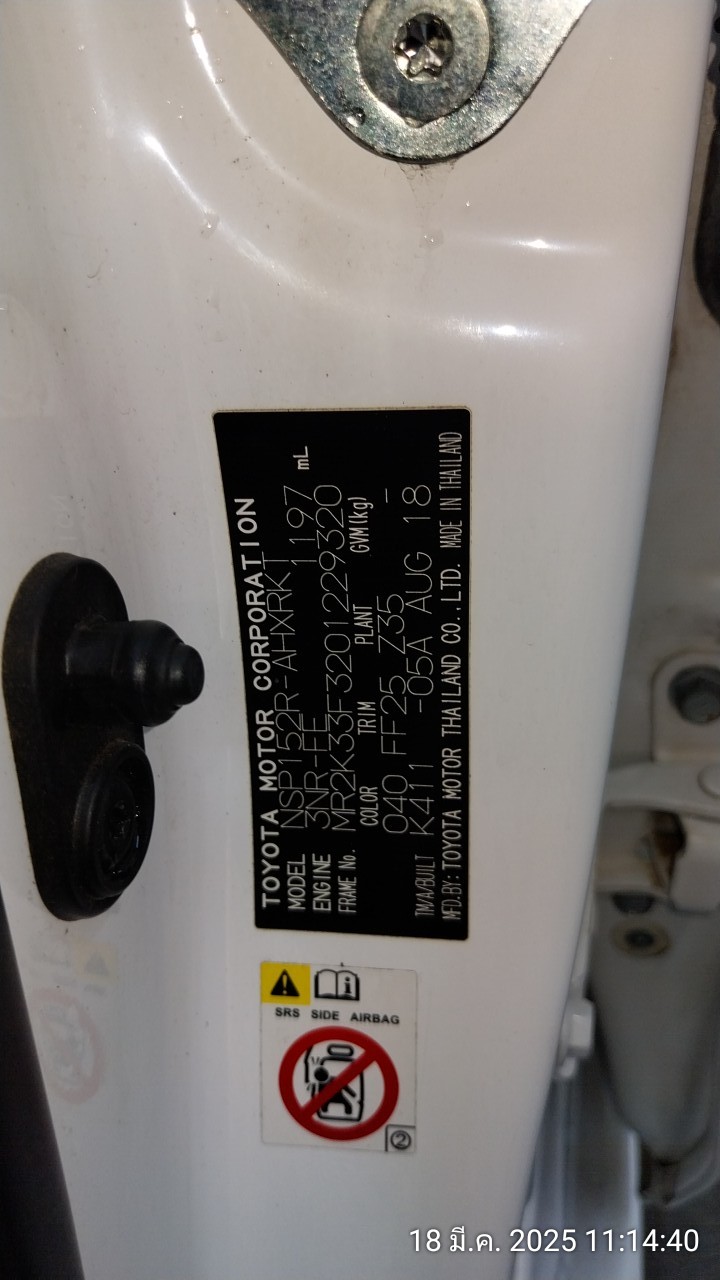 TOYOTA MOTOR CORPORATION
MODEL NSP152R-AHXRKT
ENGINE 3NR-FE 1197 mL
FRAME No. MR2K33F3201229320
COLOR TRIM PLANT GVM(kg)
040 FF25 Z35 -
TM/A/BUILT K411 -05A AUG 18
MFD.BY: TOYOTA MOTOR THAILAND CO.,LTD. MADE IN THAILAND
SRS SIDE AIRBAG
2
18 มี.ค. 2025 11:14:40